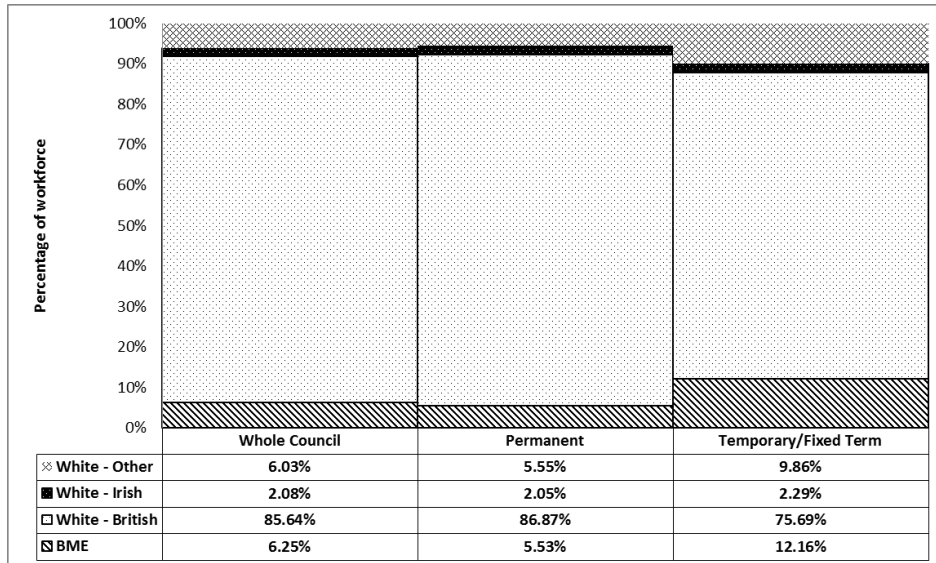 100%
90%
80%
70%
60%
50%
40%
30%
20%
10%
0%
Percentage of workforce
Whole Council Permanent Temporary/Fixed Term
White - Other 6.03% 5.55% 9.86%
White - Irish 2.08% 2.05% 2.29%
White - British 85.64% 86.87% 75.69%
BME 6.25% 5.53% 12.16%